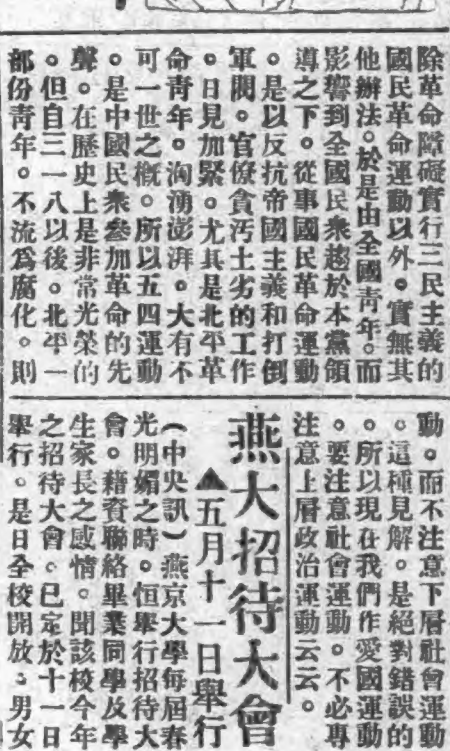 除革命障礙實行三民主義的
國民革命運動以外。實無其
他辦法。於是由全國青年。而
影響到全國民衆趨於本黨領
導之下。從事國民革命運動
。是以反抗帝國主義和打倒
軍閥。官僚貪污土劣的工作
。日見加緊。尤其是北平革
命青年。洶湧澎湃。大有不
可一世之概。所以五四運動
。是中國民衆參加革命的先
聲。在歷史上是非常光榮的
。但自三一八以後。北平一
部份青年。不流爲腐化。則
動。而不注意下層社會運動
。這種見解。是絕對錯誤的
。所以現在我們作愛國運動
。要注意社會運動。不必專
注意上層政治運動云云。
燕大招待大會
▲五月十一日舉行
(中央訊)燕京大學每屆春
光明媚之時。恒舉行招待大
會。藉資聯絡畢業同學及學
生家長之感情。聞該校今年
之招待大會。已定於十一日
舉行。是日全校開放。男女